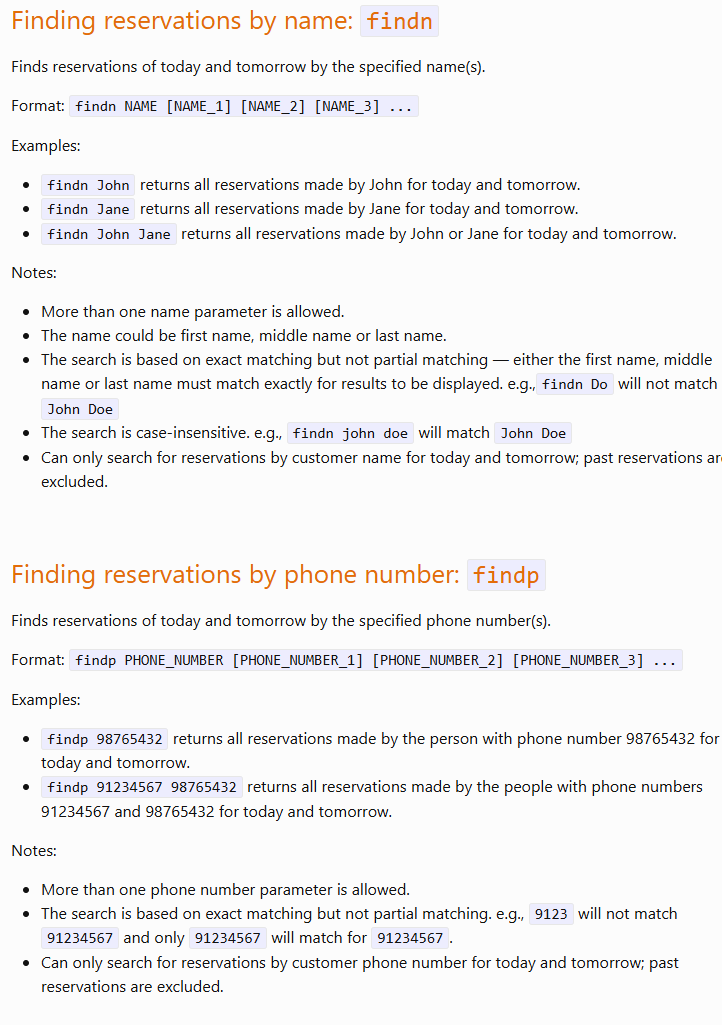 Finding reservations by name: findn
Finds reservations of today and tomorrow by the specified name(s).
Format: findn NAME [NAME_1] [NAME_2] [NAME_3] ...
Examples:
findn John returns all reservations made by John for today and tomorrow.
findn Jane returns all reservations made by Jane for today and tomorrow.
findn John Jane returns all reservations made by John or Jane for today and tomorrow.
Notes:
More than one name parameter is allowed.
The name could be first name, middle name or last name.
The search is based on exact matching but not partial matching — either the first name, middle
name or last name must match exactly for results to be displayed. e.g., findn Do will not match
John Doe
The search is case-insensitive. e.g., findn john doe will match John Doe
Can only search for reservations by customer name for today and tomorrow; past reservations
excluded.
Finding reservations by phone number: findp
Finds reservations of today and tomorrow by the specified phone number(s).
Format: findp PHONE_NUMBER [PHONE_NUMBER_1] [PHONE_NUMBER_2] [PHONE_NUMBER_3] ...
Examples:
findp 98765432 returns all reservations made by the person with phone number 98765432 for
today and tomorrow.
findp 91234567 98765432 returns all reservations made by the people with phone numbers
91234567 and 98765432 for today and tomorrow.
Notes:
More than one phone number parameter is allowed.
The search is based on exact matching but not partial matching. e.g., 9123 will not match
91234567 and only 91234567 will match for 91234567.
Can only search for reservations by customer phone number for today and tomorrow; past
reservations are excluded.